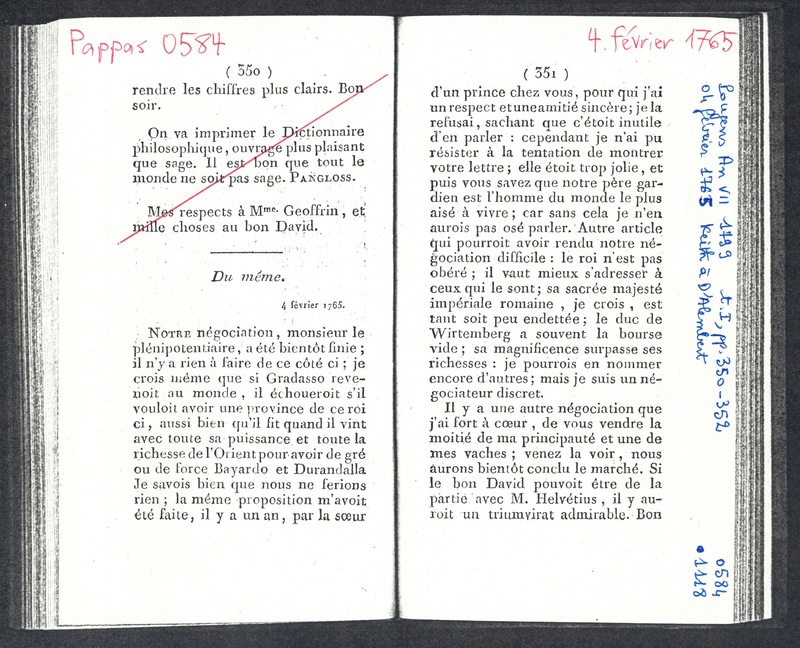 Pappas 0584
( 350 )
rendre les chiffres plus clairs. Bon
soir.
On va imprimer le Dictionnaire
philosophique, ouvrage plus plaisant
que sage. Il est bon que tout le
monde ne soit pas sage. PANGLOSS.
Mes respects à Mme. Geoffrin, et
mille choses au bon David.
Du même.
4 février 1765.
NOTRE négociation, monsieur le
plénipotentiaire, a été bientôt finie;
il n'y a rien à faire de ce côté ci; je
crois même que si Gradasso reve-
noit au monde, il échoueroit s'il
vouloit avoir une province de ce roi
ci, aussi bien qu'il fit quand il vint
avec toute sa puissance et toute la
richesse de l'Orient pour avoir de gré
ou de force Bayardo et Durandalla
Je savois bien que nous ne ferions
rien; la même proposition m'avoit
été faite, il y a un an, par la sœur
4 février 1765
( 351 )
d'un prince chez vous, pour qui j'ai
un respect et une amitié sincère; je la
refusai, sachant que c'étoit inutile
d'en parler: cependant je n'ai pu
résister à la tentation de montrer
votre lettre; elle étoit trop jolie, et
puis vous savez que notre père gar-
dien est l'homme du monde le plus
aisé à vivre; car sans cela je n'en
aurois pas osé parler. Autre article
qui pourroit avoir rendu notre né-
gociation difficile: le roi n'est pas
obéré; il vaut mieux s'adresser à
ceux qui le sont; sa sacrée majesté
impériale romaine, je crois, est
tant soit peu endettée; le duc de
Wirtemberg a souvent la bourse
vide; sa magnificence surpasse ses
richesses: je pourrois en nommer
encore d'autres; mais je suis un né-
gociateur discret.
Il y a une autre négociation que
j'ai fort à cœur, de vous vendre la
moitié de ma principauté et une de
mes vaches; venez la voir, nous
aurons bientôt conclu le marché. Si
le bon David pouvoit être de la
partie avec M. Helvétius, il y au-
roit un triumvirat admirable. Bon
Pougens An VII 1799 t. I, pp. 350-352
04 février 1765 Keith à D'Alembert
0584
1118